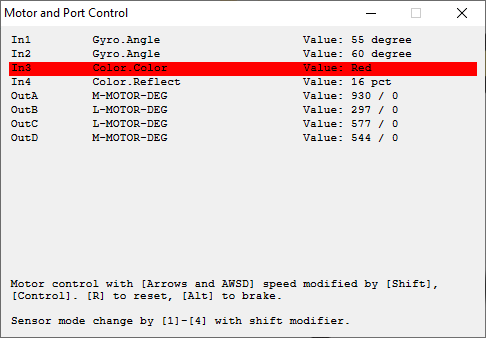 Motor and Port Control
In1 Gyro.Angle Value: 55 degree
In2 Gyro.Angle Value: 60 degree
In3 Color.Color Value: Red
In4 Color.Reflect Value: 16 pct
OutA M-MOTOR-DEG Value: 930 / 0
OutB L-MOTOR-DEG Value: 297 / 0
OutC L-MOTOR-DEG Value: 577 / 0
OutD M-MOTOR-DEG Value: 544 / 0
Motor control with [Arrows and AWSD] speed modified by [Shift],
[Control]. [R] to reset, [Alt] to brake.
Sensor mode change by [1]-[4] with shift modifier.